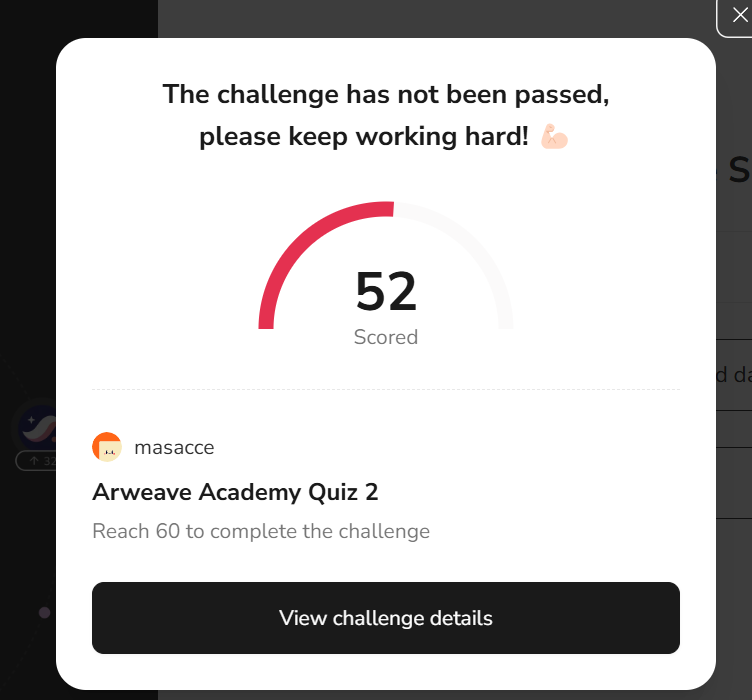 The challenge has not been passed,
please keep working hard! 💪🏻
52
Scored
masacce
Arweave Academy Quiz 2
Reach 60 to complete the challenge
View challenge details